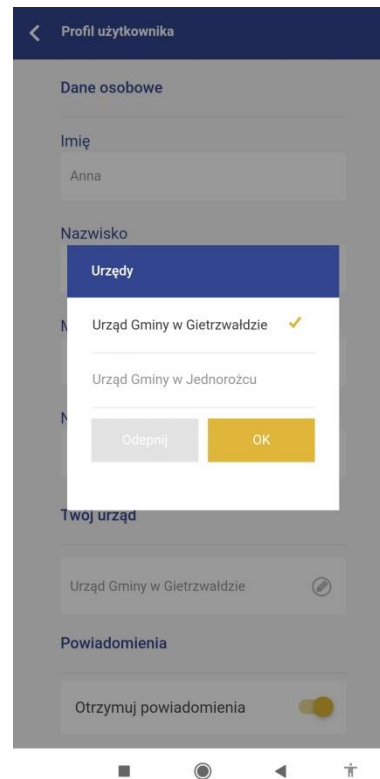 Profil użytkownika
Dane osobowe
Imię
Anna
Nazwisko
Urzędy
M
Urząd Gminy w Gietrzwałdzie
Urząd Gminy w Jednorożcu
N
Odepnij
OK
Twój urząd
Urząd Gminy w Gietrzwałdzie
Powiadomienia
Otrzymuj powiadomienia